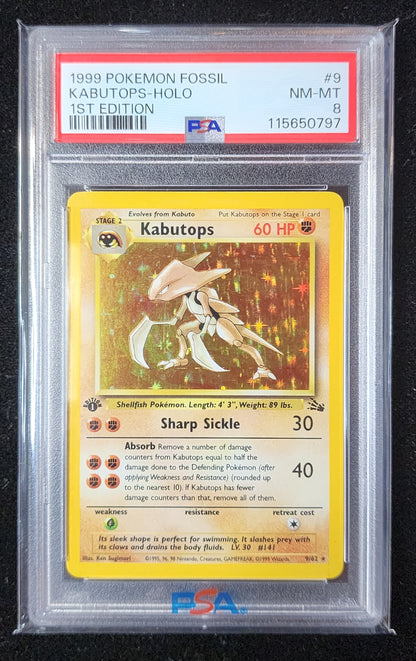 1999 POKEMON FOSSIL #9
KABUTOPS-HOLO NM-MT
1ST EDITION 8
PSA 115650797
Evolves from Kabuto Put Kabutops on the Stage 1 card
STAGE 2
Kabutops 60 HP
Shellfish Pokémon. Length: 4' 3", Weight: 89 lbs.
EDITION
1
Sharp Sickle 30
Absorb Remove a number of damage
counters from Kabutops equal to half the
damage done to the Defending Pokémon (after
applying Weakness and Resistance) (rounded up
to the nearest 10). If Kabutops has fewer
damage counters than that, remove all of them.
40
weakness resistance retreat cost
Its sleek shape is perfect for swimming. It slashes prey with
its claws and drains the body fluids. LV. 30 #141
Illus. Ken Sugimori ©1995, 96, 98 Nintendo, Creatures, GAMEFREAK. ©1999 Wizards. 9/62
PSA